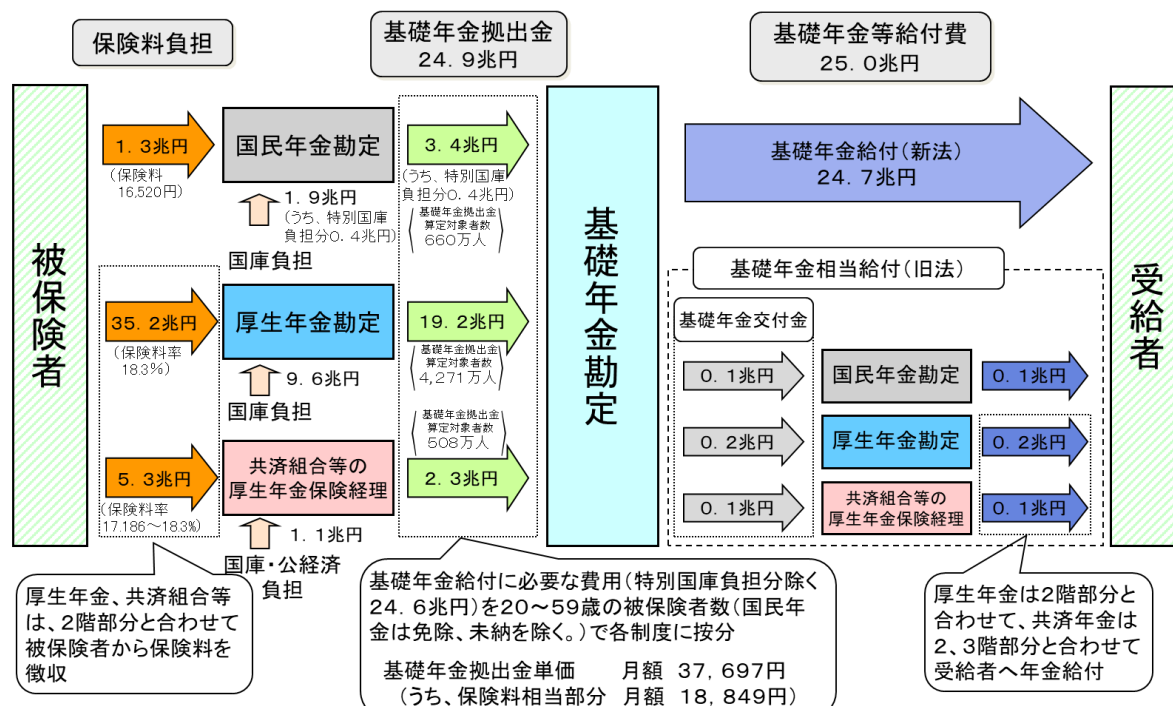 保険料負担
基礎年金拠出金
24．9兆円
基礎年金等給付費
25．0兆円
被保険者
1．3兆円
(保険料
16,520円)
国民年金勘定
1．9兆円
(うち、特別国庫
負担分0．4兆円)
国庫負担
3．4兆円
(うち、特別国庫
負担分0．4兆円)
基礎年金拠出金
算定対象者数
660万人
35．2兆円
(保険料率
18.3%)
厚生年金勘定
9．6兆円
国庫負担
19．2兆円
基礎年金拠出金
算定対象者数
4,271万人
5．3兆円
(保険料率
17.186～18.3%)
共済組合等の
厚生年金保険経理
1．1兆円
国庫・公経済
負担
基礎年金拠出金
算定対象者数
508万人
2．3兆円
基礎年金勘定
基礎年金給付(新法)
24．7兆円
基礎年金相当給付(旧法)
基礎年金交付金
0．1兆円
国民年金勘定
0．1兆円
0．2兆円
厚生年金勘定
0．2兆円
0．1兆円
共済組合等の
厚生年金保険経理
0．1兆円
受給者
厚生年金、共済組合等
は、2階部分と合わせて
被保険者から保険料を
徴収
基礎年金給付に必要な費用(特別国庫負担分除く
24．6兆円)を20～59歳の被保険者数(国民年
金は免除、未納を除く。)で各制度に按分
基礎年金拠出金単価　月額 37，697円
(うち、保険料相当部分　月額 18，849円)
厚生年金は2階部分と
合わせて、共済年金は
2、3階部分と合わせて
受給者へ年金給付